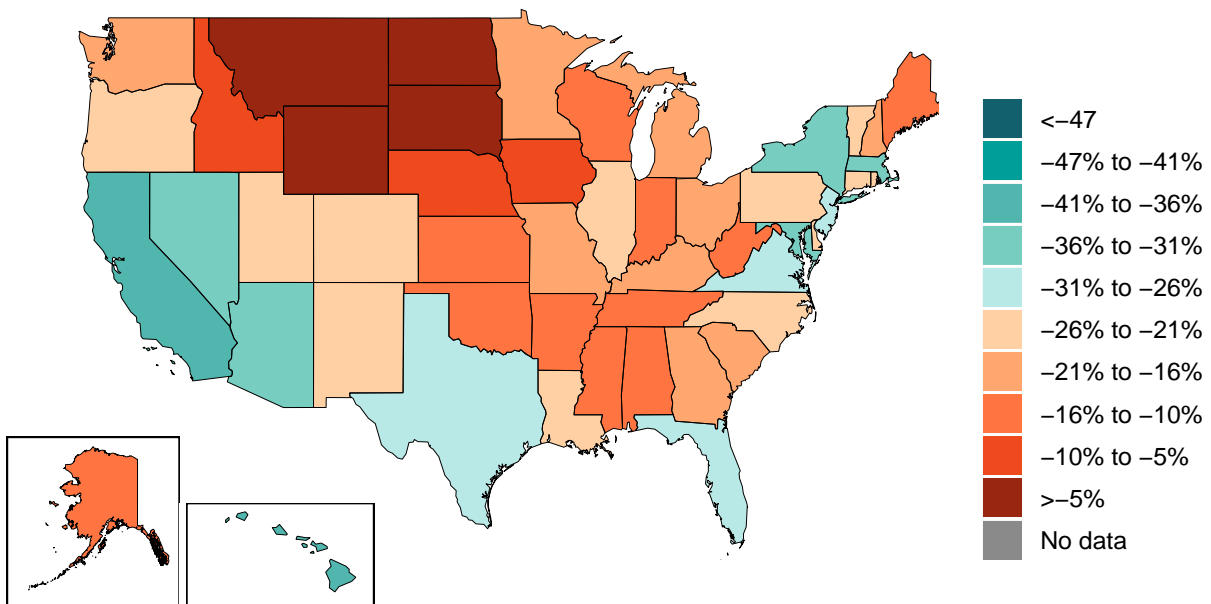 <−47
−47% to −41%
−41% to −36%
−36% to −31%
−31% to −26%
−26% to −21%
−21% to −16%
−16% to −10%
−10% to −5%
>−5%
No data